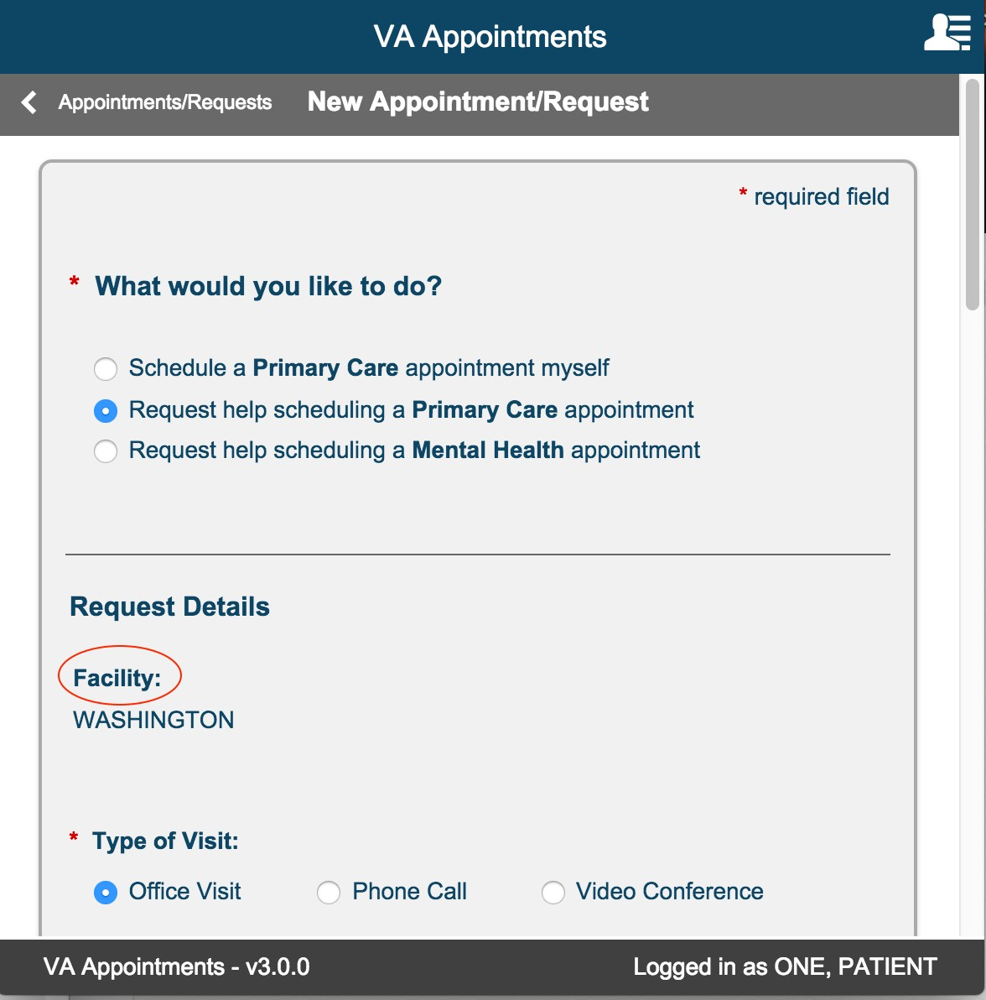 VA Appointments
Appointments/Requests New Appointment/Request
* required field
* What would you like to do?
Schedule a Primary Care appointment myself
Request help scheduling a Primary Care appointment
Request help scheduling a Mental Health appointment
Request Details
Facility:
WASHINGTON
* Type of Visit:
Office Visit Phone Call Video Conference
VA Appointments - v3.0.0 Logged in as ONE, PATIENT